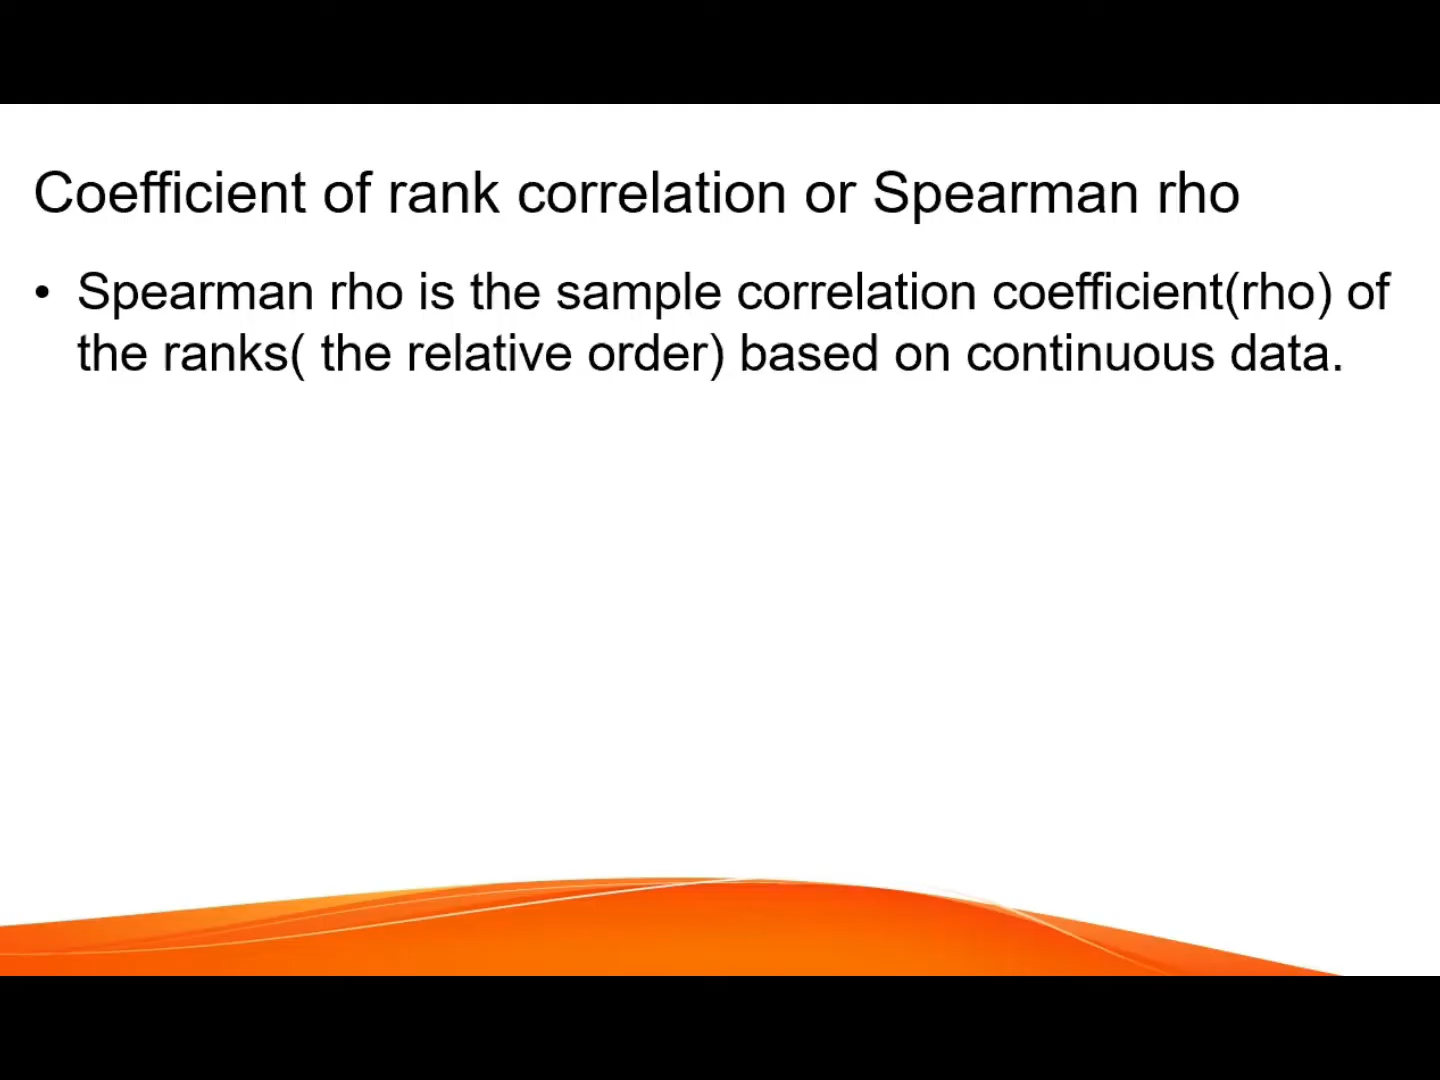 Coefficient of rank correlation or Spearman rho
• Spearman rho is the sample correlation coefficient(rho) of
the ranks( the relative order) based on continuous data.